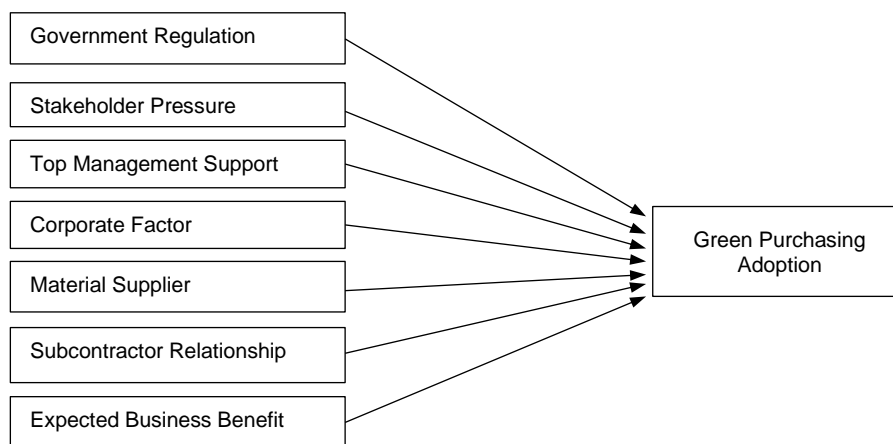 Government Regulation
Stakeholder Pressure
Top Management Support
Corporate Factor
Material Supplier
Subcontractor Relationship
Expected Business Benefit
Green Purchasing
Adoption